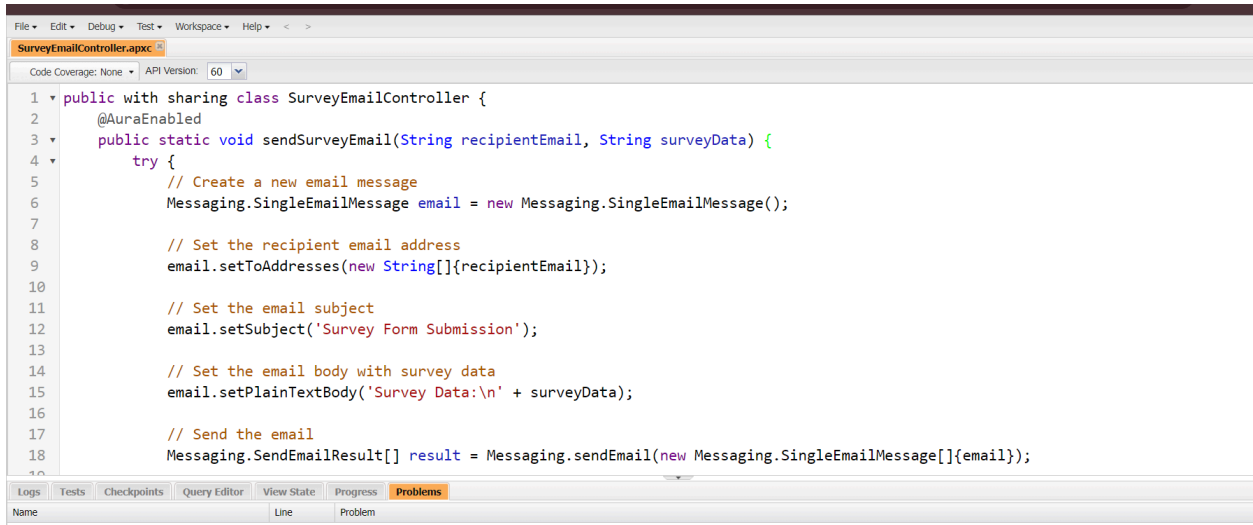 File Edit Debug Test Workspace Help < >
SurveyEmailController.apxc
Code Coverage: None API Version: 60
1 public with sharing class SurveyEmailController {
2 @AuraEnabled
3 public static void sendSurveyEmail(String recipientEmail, String surveyData) {
4 try {
5 // Create a new email message
6 Messaging.SingleEmailMessage email = new Messaging.SingleEmailMessage();
7
8 // Set the recipient email address
9 email.setToAddresses(new String[]{recipientEmail});
10
11 // Set the email subject
12 email.setSubject('Survey Form Submission');
13
14 // Set the email body with survey data
15 email.setPlainTextBody('Survey Data:\n' + surveyData);
16
17 // Send the email
18 Messaging.SendEmailResult[] result = Messaging.sendEmail(new Messaging.SingleEmailMessage[]{email});
Logs Tests Checkpoints Query Editor View State Progress Problems
Name Line Problem